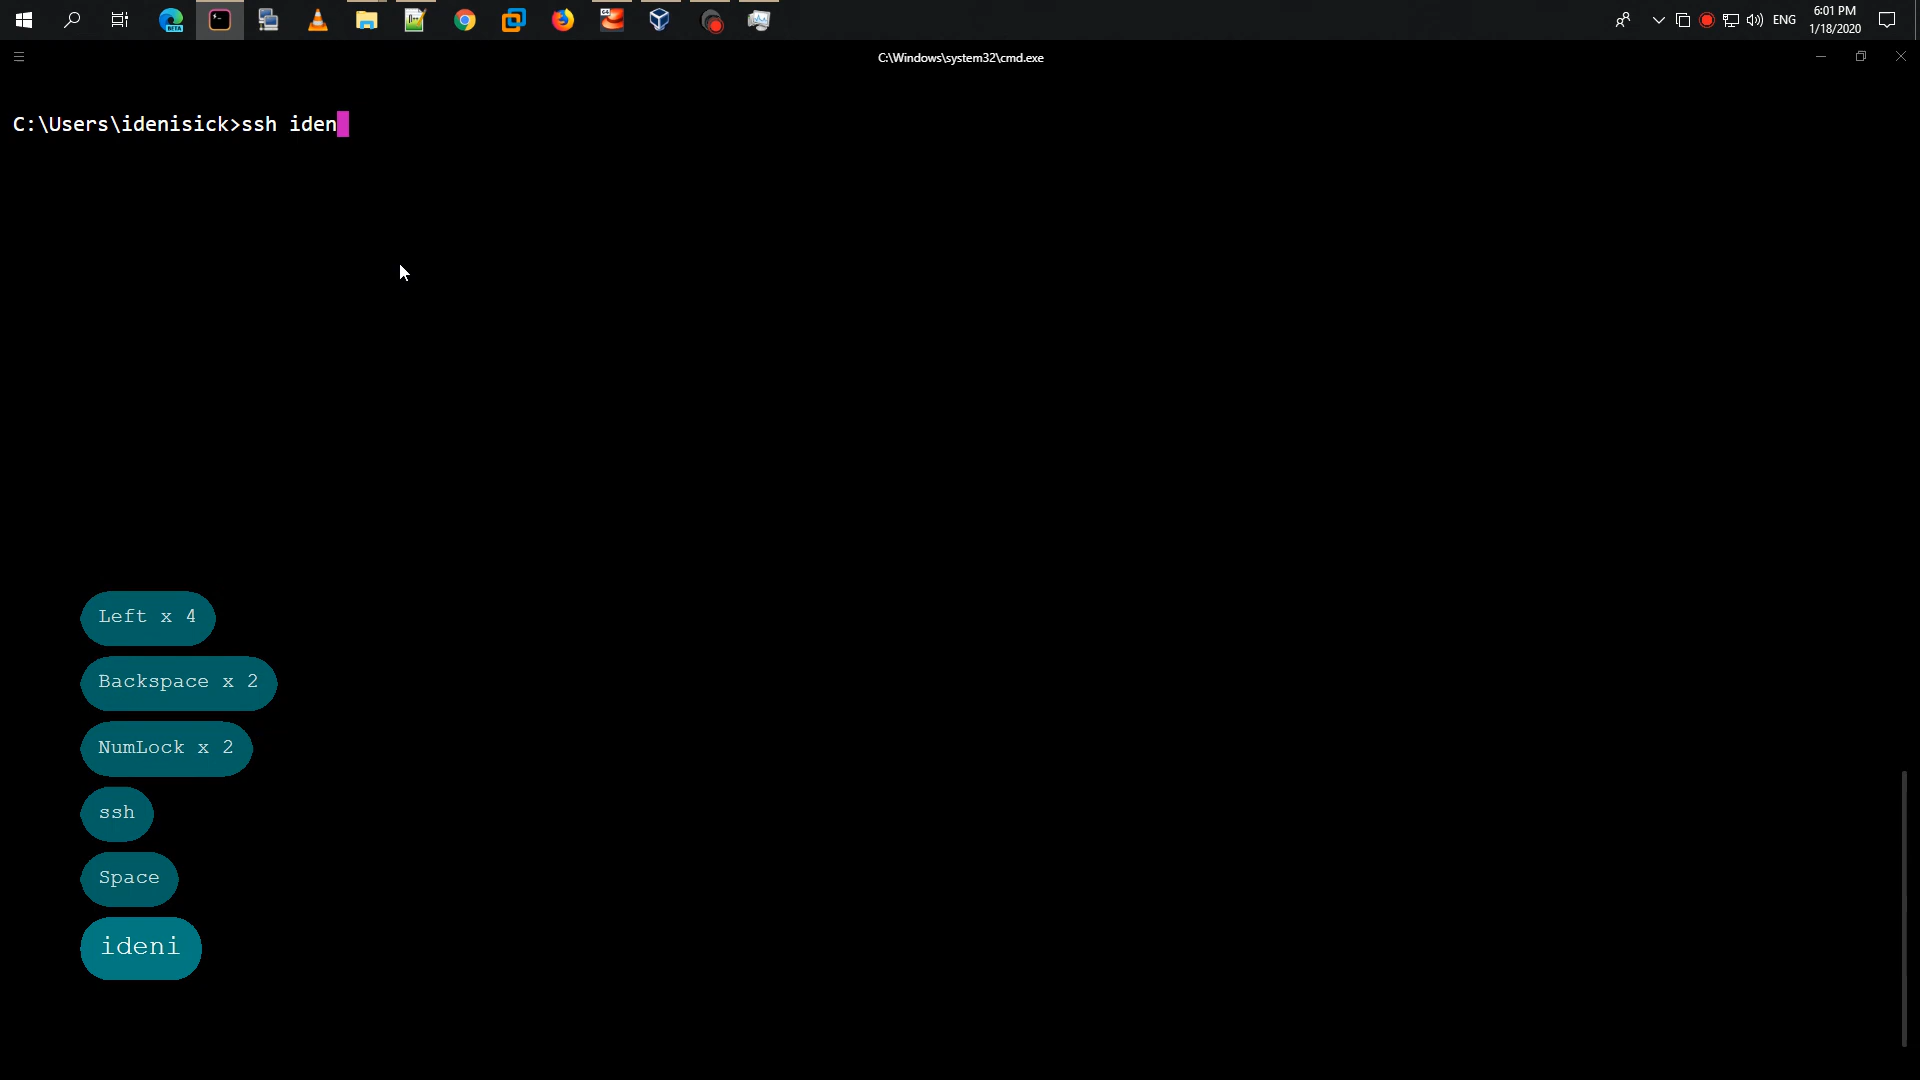 BETA
ENG
6:01 PM
1/18/2020
C:\Windows\system32\cmd.exe
C:\Users\idenisick>ssh iden
Left x 4
Backspace x 2
NumLock x 2
ssh
Space
ideni